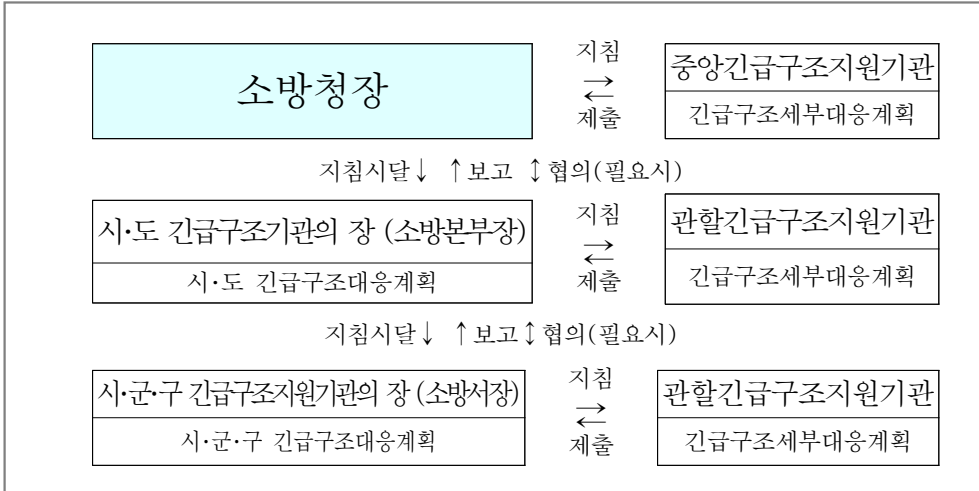 소방청장
지침
→
←
제출
중앙긴급구조지원기관
긴급구조세부대응계획
지침시달↓ ↑보고 ↕협의(필요시)
시·도 긴급구조기관의 장 (소방본부장)
시·도 긴급구조대응계획
지침
→
←
제출
관할긴급구조지원기관
긴급구조세부대응계획
지침시달↓ ↑보고↕협의(필요시)
시·군·구 긴급구조지원기관의 장 (소방서장)
시·군·구 긴급구조대응계획
지침
→
←
제출
관할긴급구조지원기관
긴급구조세부대응계획